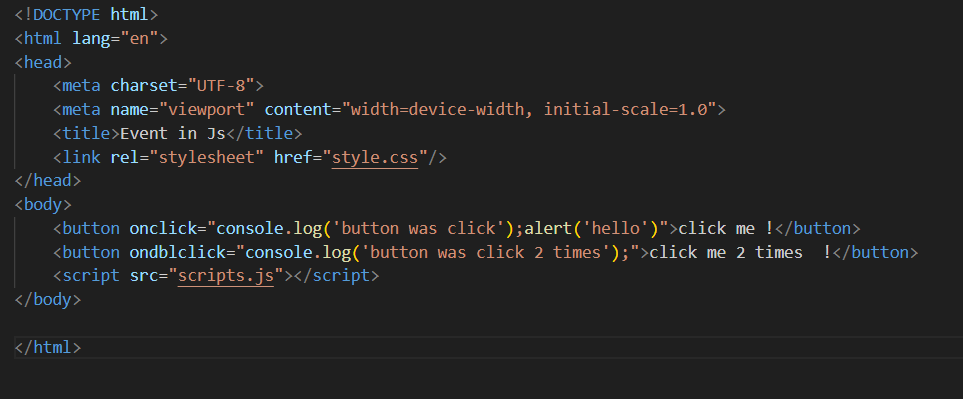 <!DOCTYPE html>
<html lang="en">
<head>
    <meta charset="UTF-8">
    <meta name="viewport" content="width=device-width, initial-scale=1.0">
    <title>Event in Js</title>
    <link rel="stylesheet" href="style.css"/>
</head>
<body>
    <button onclick="console.log('button was click');alert('hello')">click me !</button>
    <button ondblclick="console.log('button was click 2 times');">click me 2 times  !</button>
    <script src="scripts.js"></script>
</body>

</html>